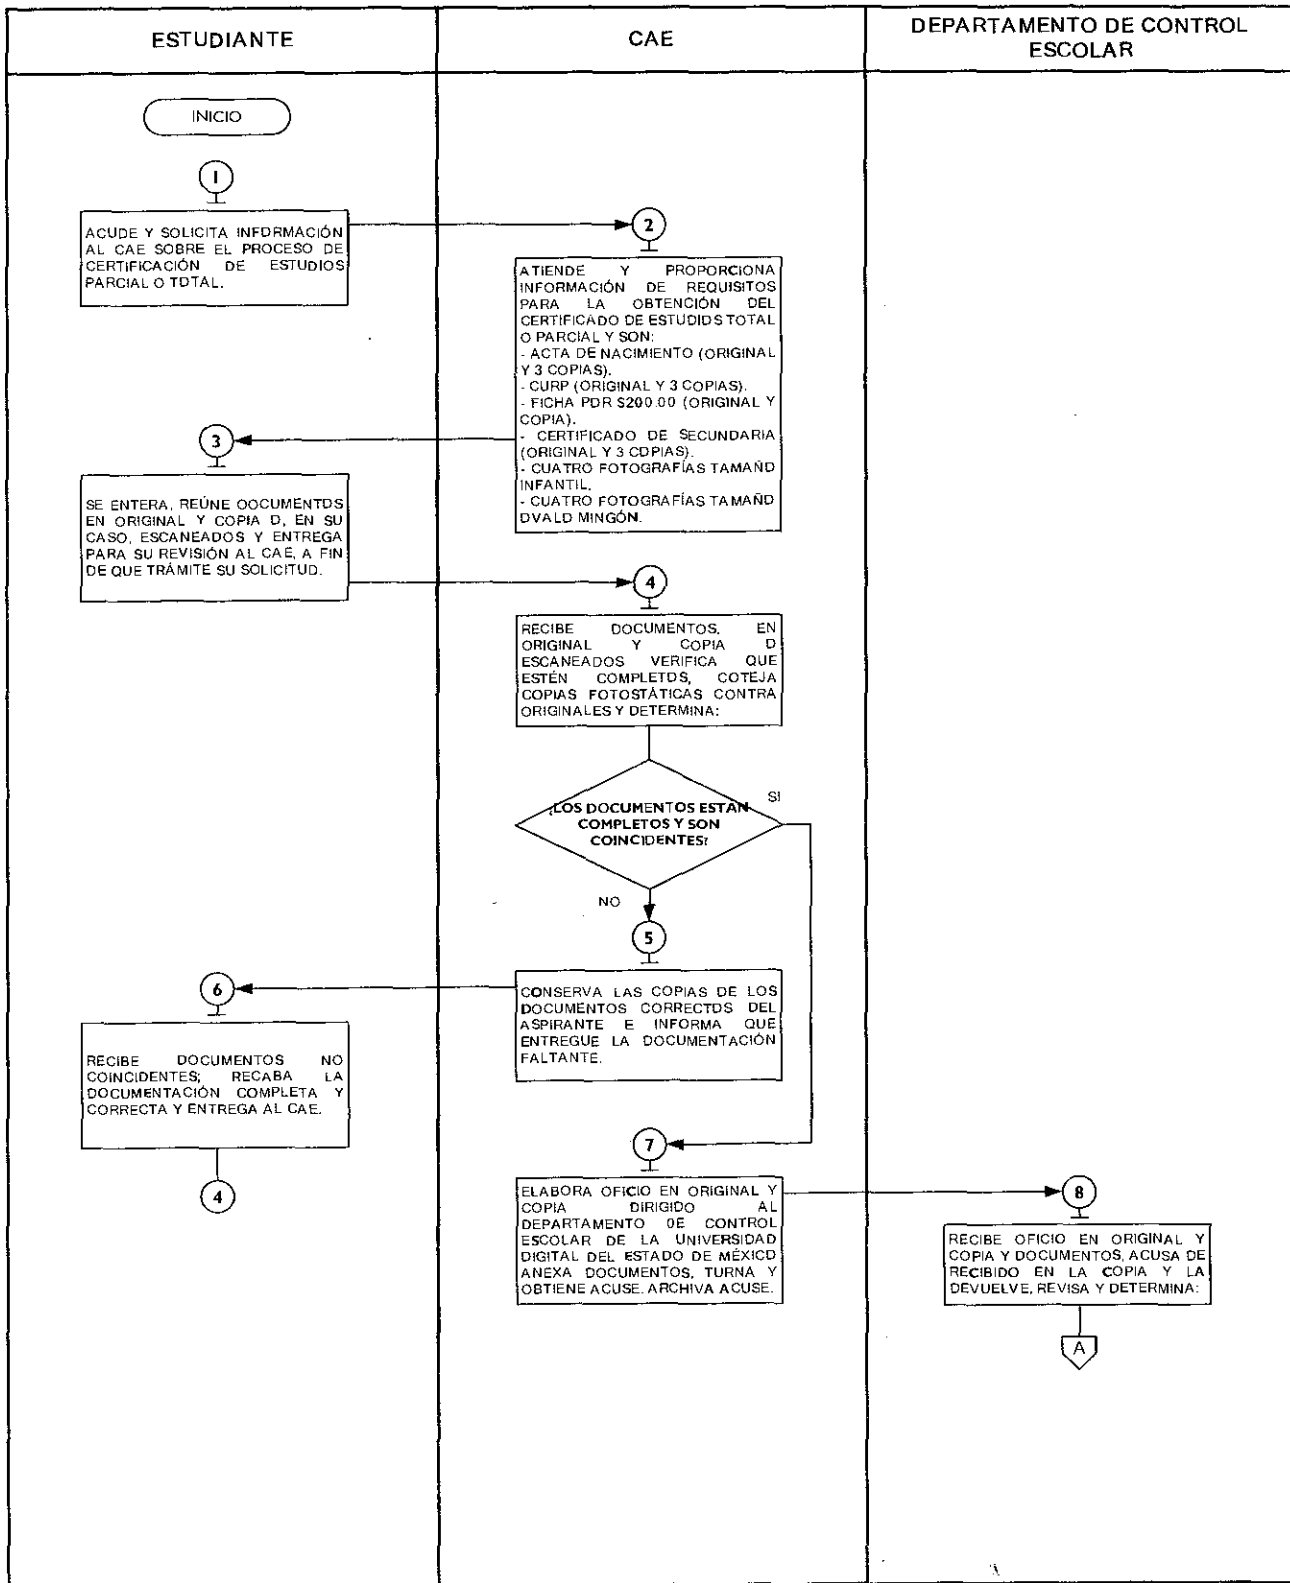 ESTUDIANTE
CAE
DEPARTAMENTO DE CONTROL
ESCOLAR
INICIO
1
ACUDE Y SOLICITA INFORMACIÓN
AL CAE SOBRE EL PROCESO DE
CERTIFICACIÓN DE ESTUDIOS
PARCIAL O TOTAL.
2
ATIENDE Y PROPORCIONA
INFORMACIÓN DE REQUISITOS
PARA LA OBTENCIÓN DEL
CERTIFICADO DE ESTUDIOS TOTAL
O PARCIAL Y SON:
- ACTA DE NACIMIENTO (ORIGINAL
Y 3 COPIAS).
- CURP (ORIGINAL Y 3 COPIAS).
- FICHA POR $200.00 (ORIGINAL Y
COPIA).
- CERTIFICADO DE SECUNDARIA
(ORIGINAL Y 3 COPIAS).
- CUATRO FOTOGRAFÍAS TAMAÑO
INFANTIL.
- CUATRO FOTOGRAFÍAS TAMAÑO
OVALO MINGÓN.
3
SE ENTERA, REÚNE DOCUMENTOS
EN ORIGINAL Y COPIA O, EN SU
CASO, ESCANEADOS Y ENTREGA
PARA SU REVISIÓN AL CAE, A FIN
DE QUE TRÁMITE SU SOLICITUD.
4
RECIBE DOCUMENTOS, EN
ORIGINAL Y COPIA O
ESCANEADOS VERIFICA QUE
ESTÉN COMPLETOS, COTEJA
COPIAS FOTOSTÁTICAS CONTRA
ORIGINALES Y DETERMINA:
¿LOS DOCUMENTOS ESTÁN
COMPLETOS Y SON
COINCIDENTES?
SI
NO
5
CONSERVA LAS COPIAS DE LOS
DOCUMENTOS CORRECTOS DEL
ASPIRANTE E INFORMA QUE
ENTREGUE LA DOCUMENTACIÓN
FALTANTE.
6
RECIBE DOCUMENTOS NO
COINCIDENTES; RECABA LA
DOCUMENTACIÓN COMPLETA Y
CORRECTA Y ENTREGA AL CAE.
4
7
ELABORA OFICIO EN ORIGINAL Y
COPIA DIRIGIDO AL
DEPARTAMENTO DE CONTROL
ESCOLAR DE LA UNIVERSIDAD
DIGITAL DEL ESTADO DE MÉXICO
ANEXA DOCUMENTOS, TURNA Y
OBTIENE ACUSE. ARCHIVA ACUSE.
8
RECIBE OFICIO EN ORIGINAL Y
COPIA Y DOCUMENTOS, ACUSA DE
RECIBIDO EN LA COPIA Y LA
DEVUELVE, REVISA Y DETERMINA:
A